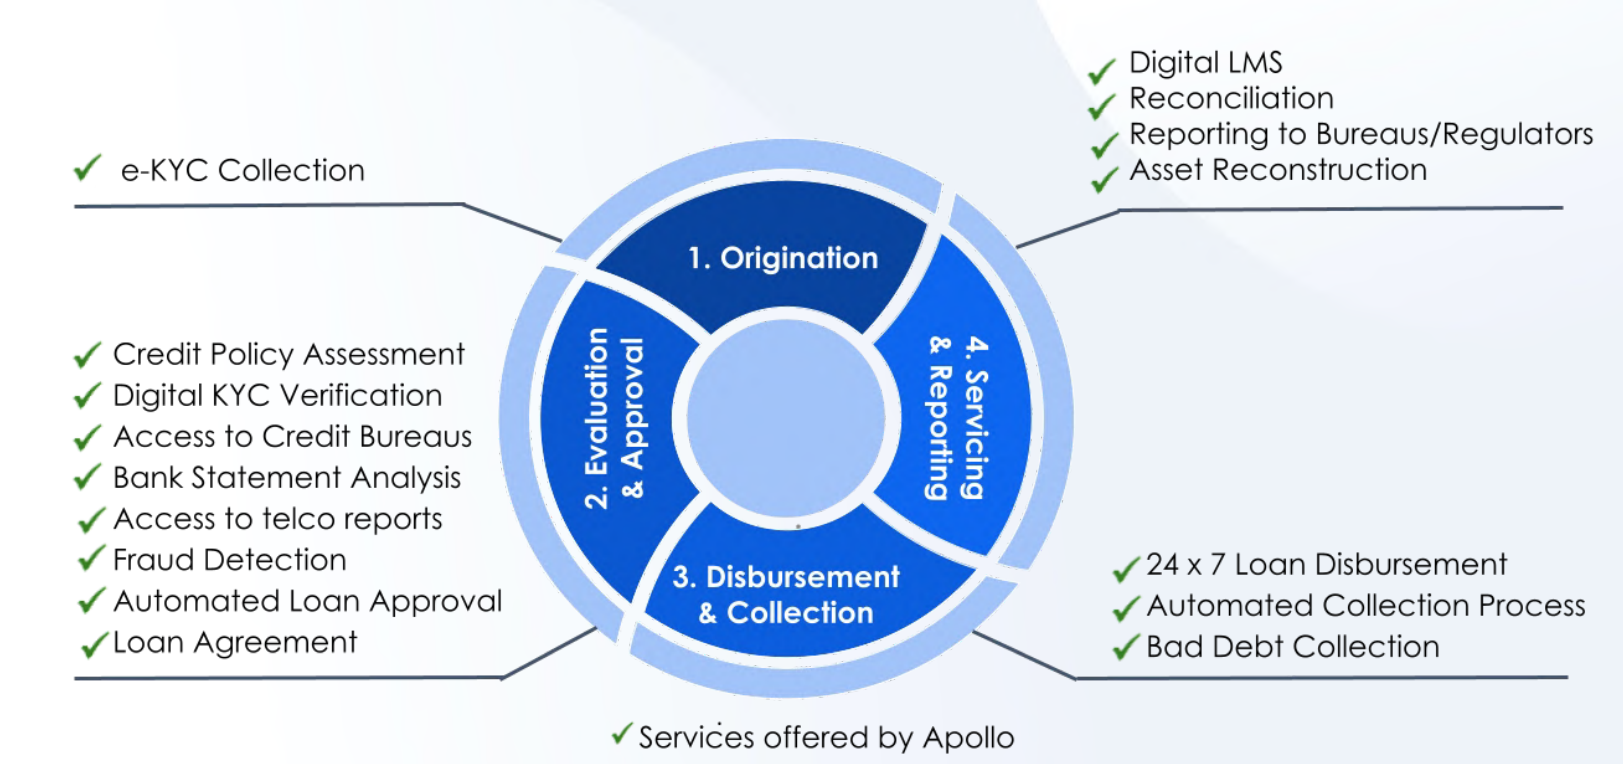 e-KYC Collection
Digital LMS
Reconciliation
Reporting to Bureaus/Regulators
Asset Reconstruction
1. Origination
2. Evaluation
& Approval
3. Disbursement
& Collection
4. Servicing
& Reporting
Credit Policy Assessment
Digital KYC Verification
Access to Credit Bureaus
Bank Statement Analysis
Access to telco reports
Fraud Detection
Automated Loan Approval
Loan Agreement
24 x 7 Loan Disbursement
Automated Collection Process
Bad Debt Collection
Services offered by Apollo